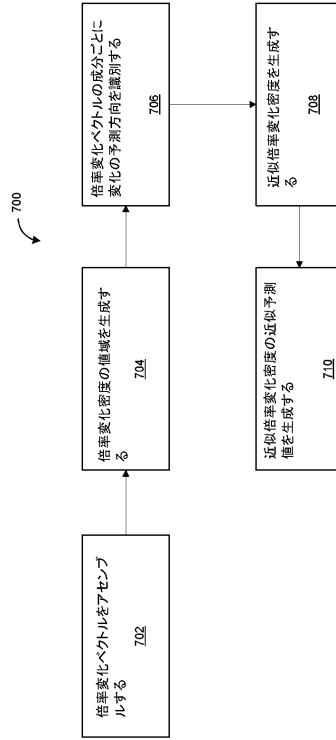 700
倍率変化ベクトルをアセンブ
ルする
702
倍率変化密度の値域を生成す
る
704
倍率変化ベクトルの成分ごとに
変化の予測方向を識別する
706
近似倍率変化密度を生成す
る
708
近似倍率変化密度の近似予測
値を生成する
710